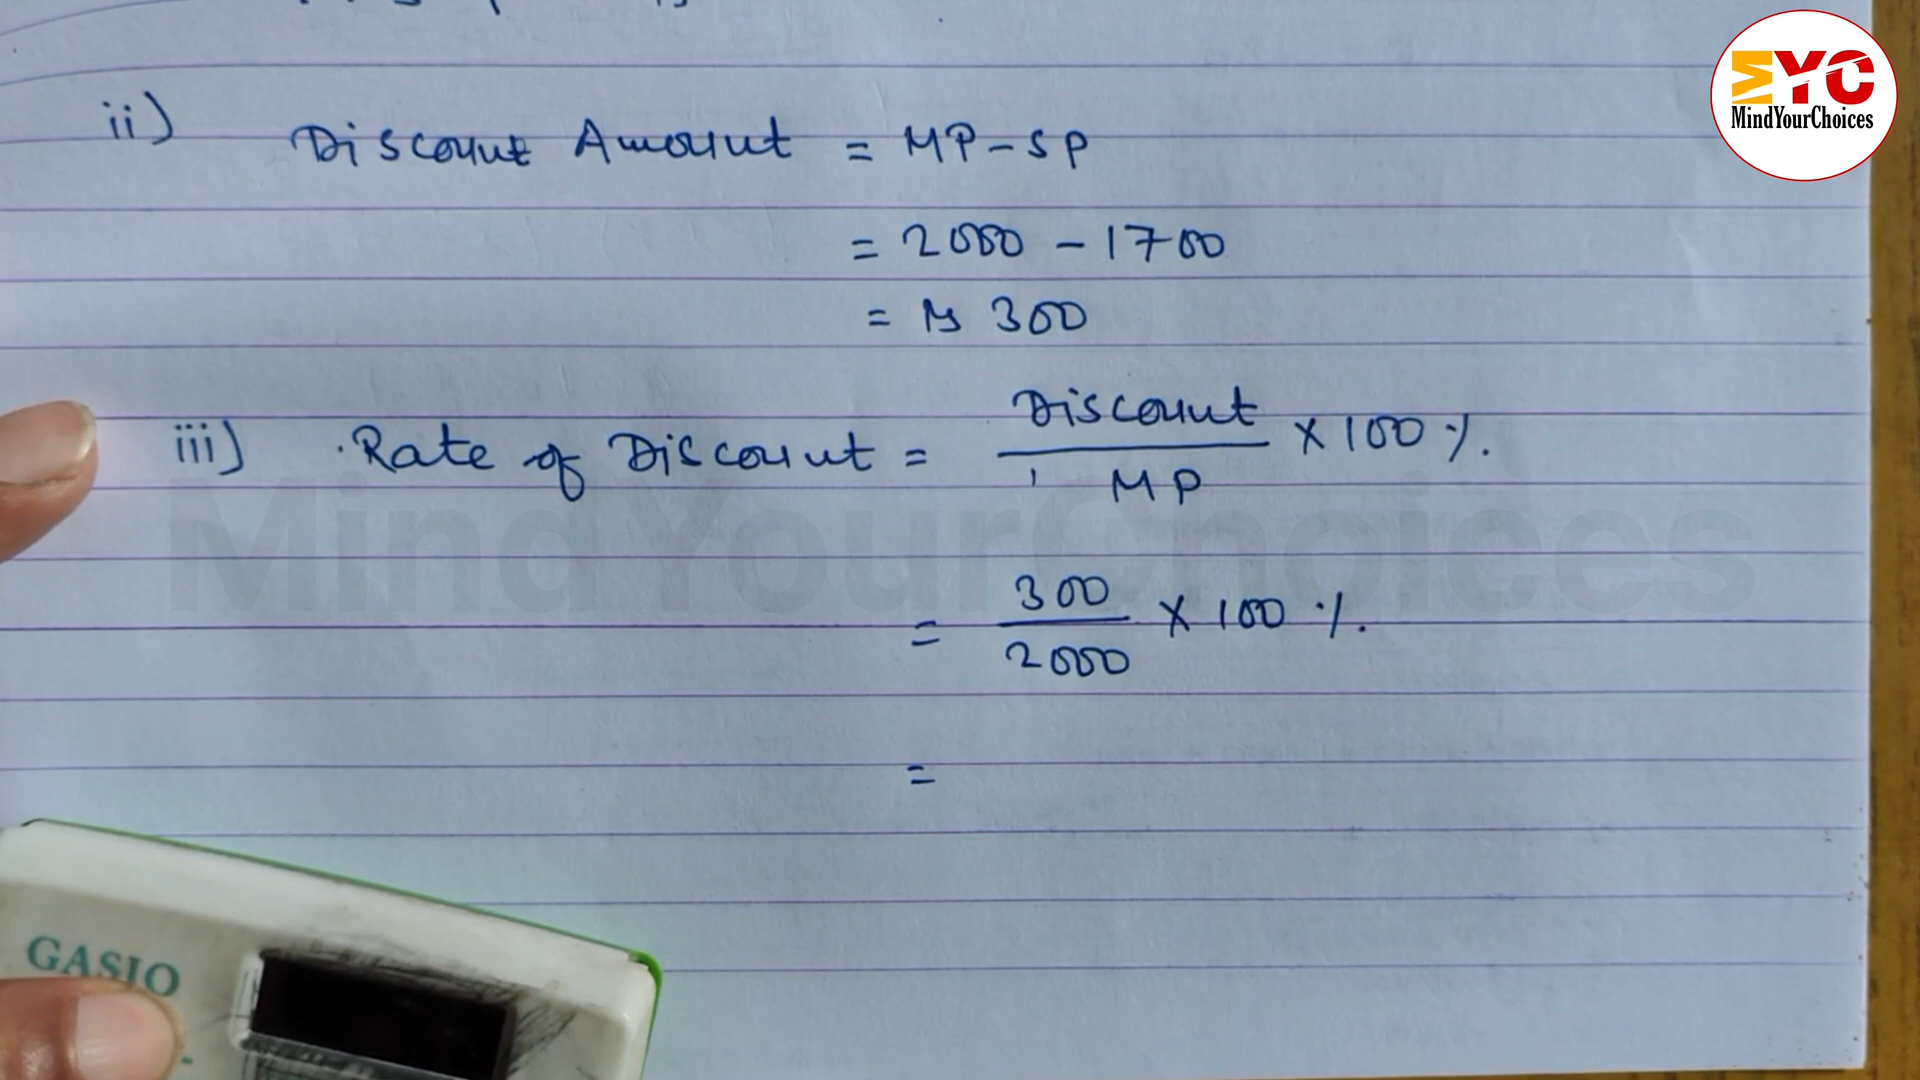 MYC
MindYourChoices
ii) Discount Amount = MP - SP
= 2000 - 1700
= Rs 300
iii) Rate of Discount = Discount / MP × 100 %.
= 300 / 2000 × 100 %.
=
MindYourChoices
GASIO